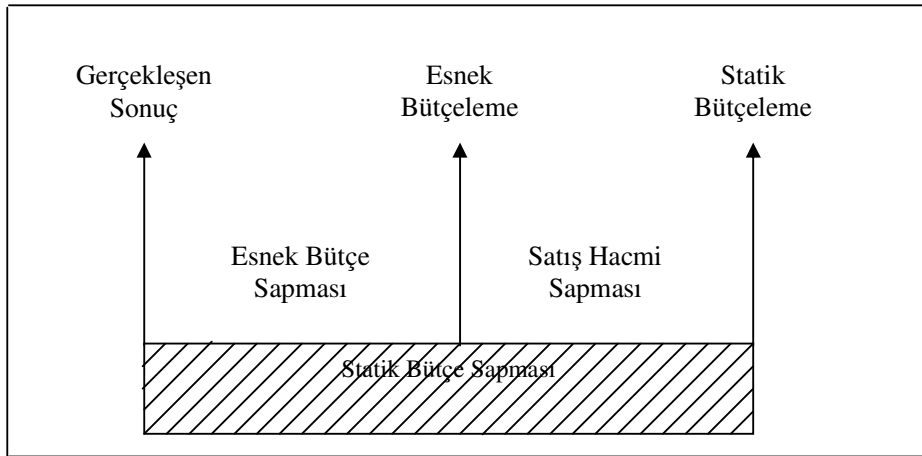 Gerçekleşen
Sonuç
Esnek
Bütçeleme
Statik
Bütçeleme
Esnek Bütçe
Sapması
Satış Hacmi
Sapması
Statik Bütçe Sapması